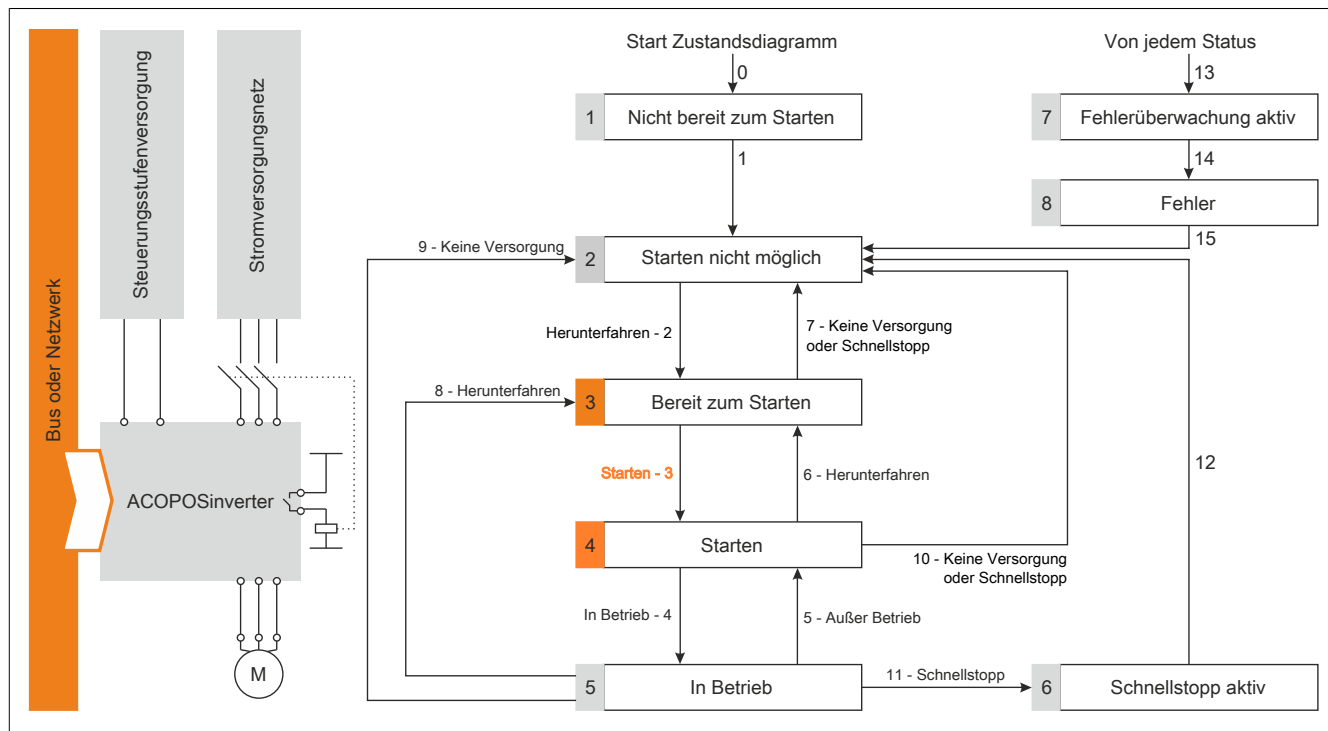 Bus oder Netzwerk
Steuerungsstufenversorgung
Stromversorgungsnetz
ACOPOSinverter
M
Start Zustandsdiagramm
0
1
Nicht bereit zum Starten
1
Von jedem Status
13
7
Fehlerüberwachung aktiv
14
8
Fehler
15
9 - Keine Versorgung
2
Starten nicht möglich
Herunterfahren - 2
7 - Keine Versorgung
oder Schnellstopp
8 - Herunterfahren
3
Bereit zum Starten
Starten - 3
6 - Herunterfahren
12
4
Starten
10 - Keine Versorgung
oder Schnellstopp
In Betrieb - 4
5 - Außer Betrieb
5
In Betrieb
11 - Schnellstopp
6
Schnellstopp aktiv